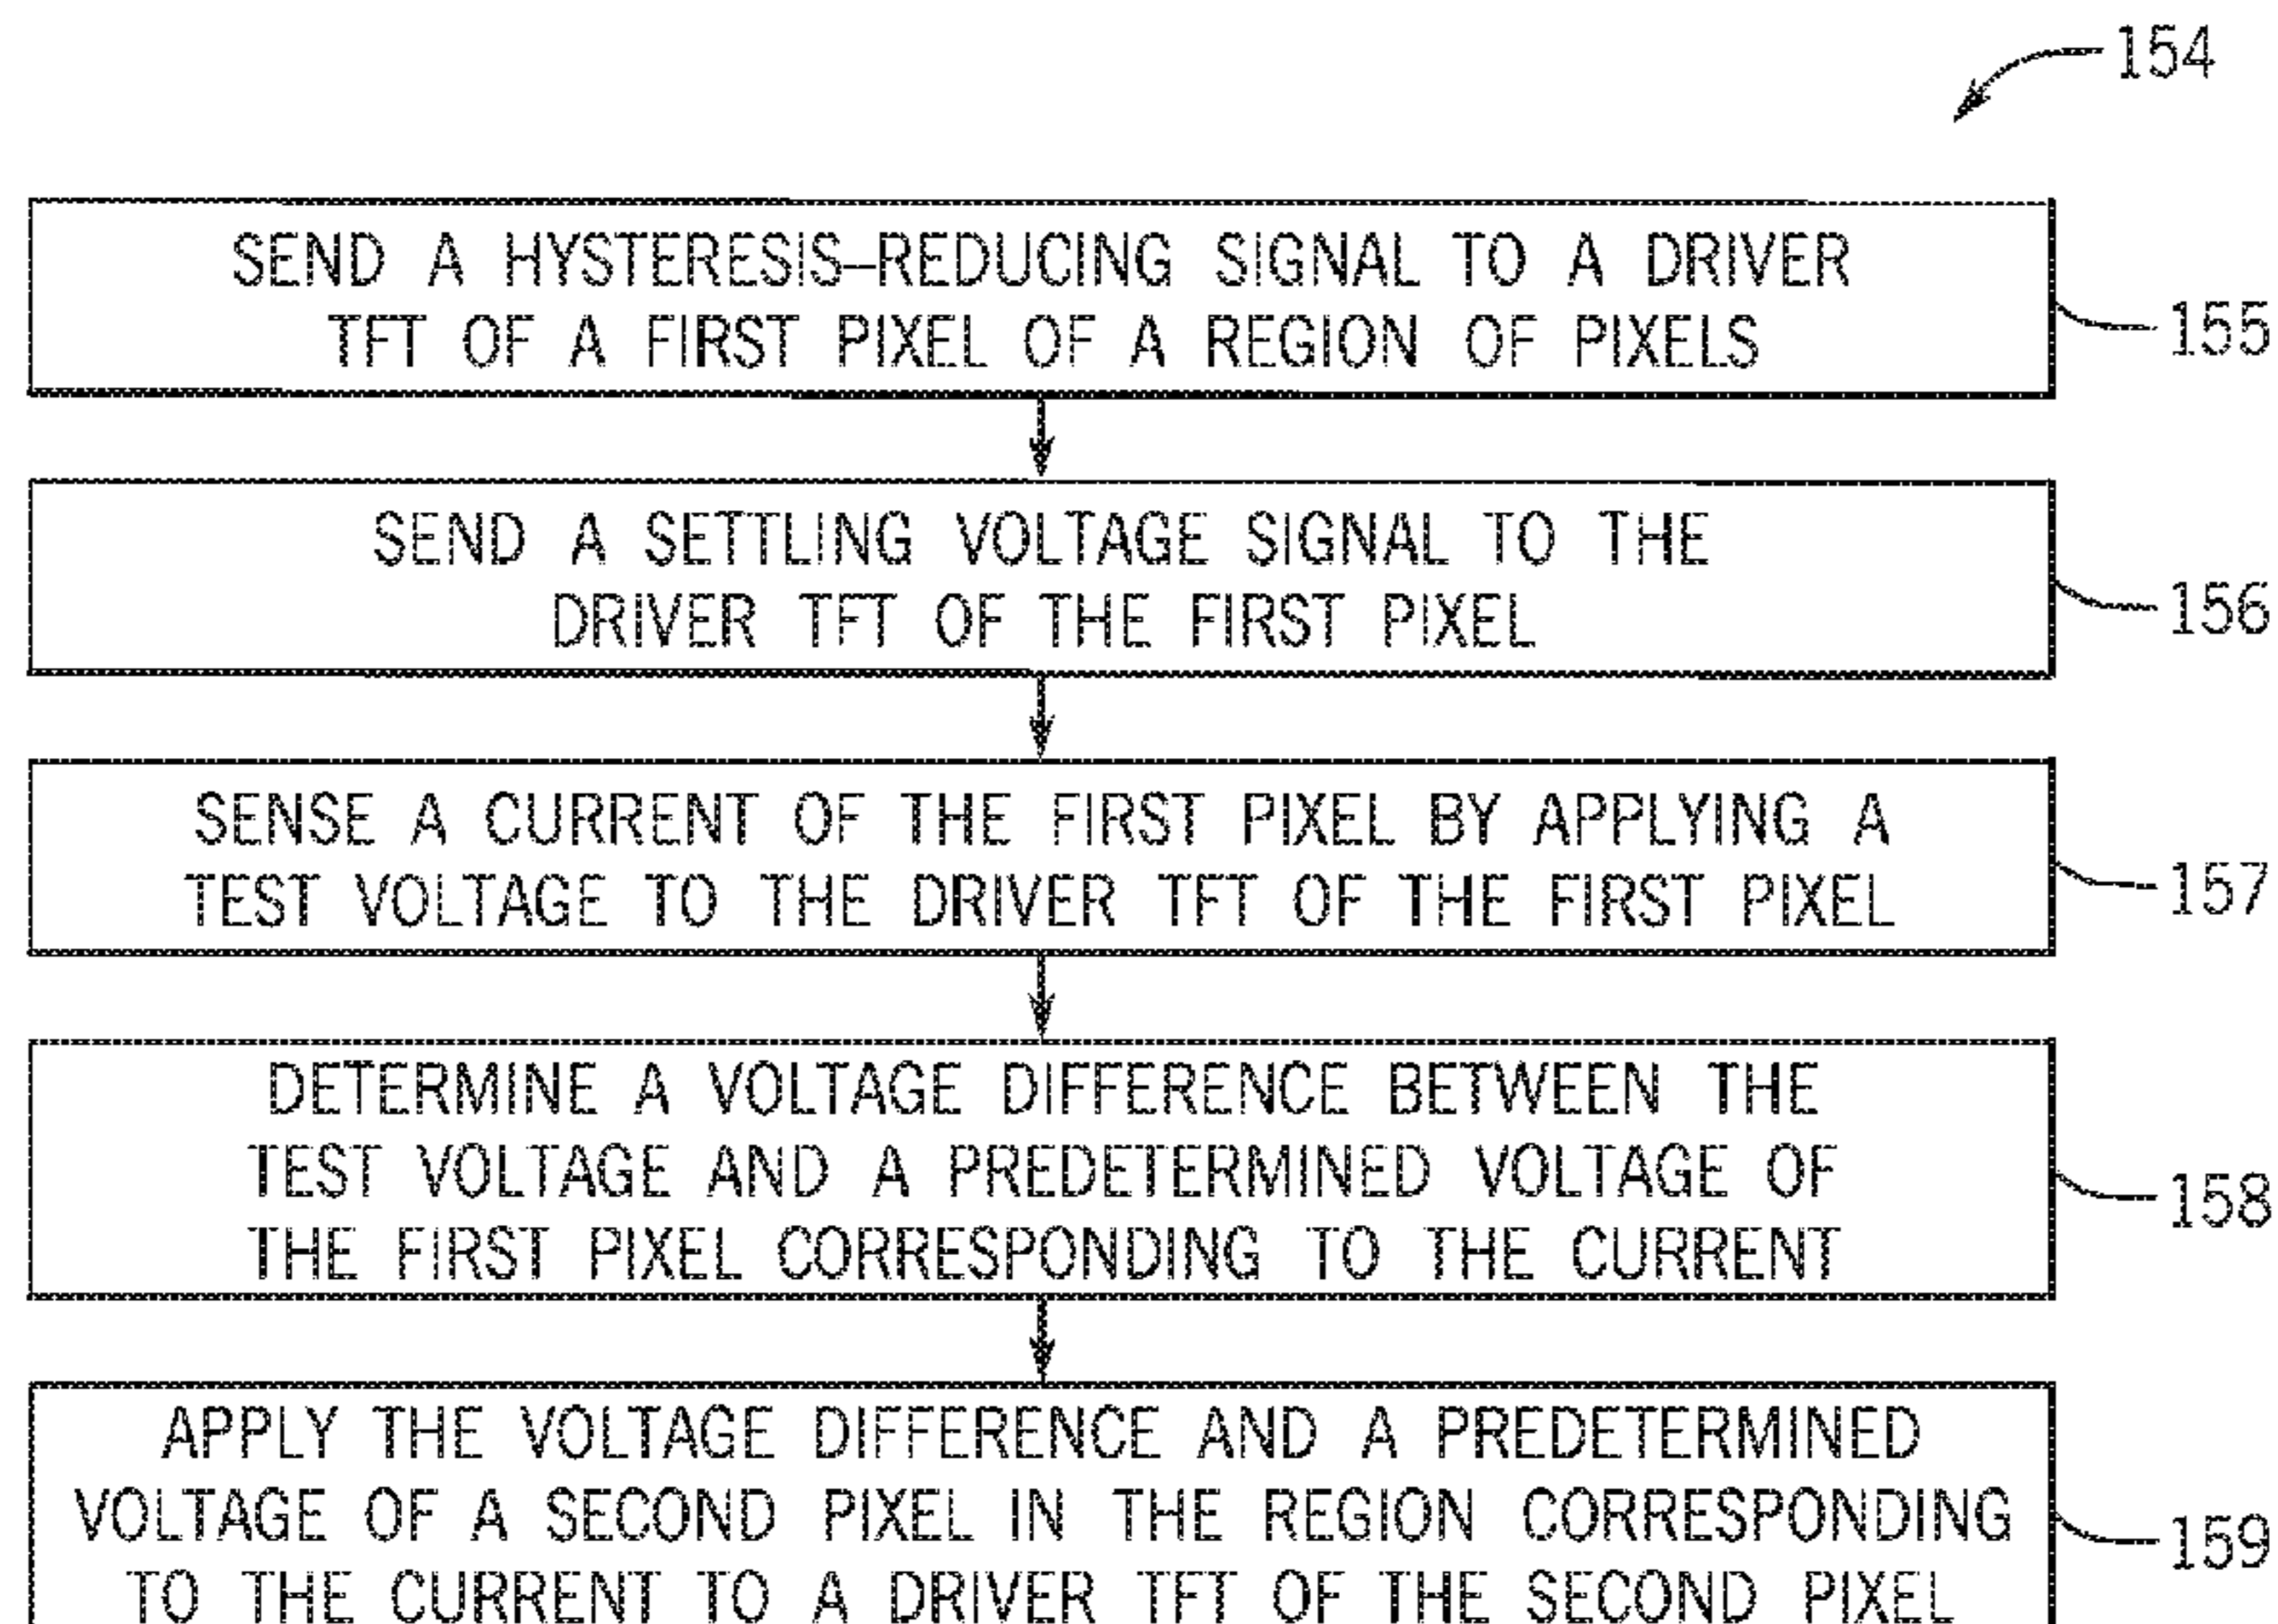 154
SEND A HYSTERESIS–REDUCING SIGNAL TO A DRIVER
TFT OF A FIRST PIXEL OF A REGION OF PIXELS
155
SEND A SETTLING VOLTAGE SIGNAL TO THE
DRIVER TFT OF THE FIRST PIXEL
156
SENSE A CURRENT OF THE FIRST PIXEL BY APPLYING A
TEST VOLTAGE TO THE DRIVER TFT OF THE FIRST PIXEL
157
DETERMINE A VOLTAGE DIFFERENCE BETWEEN THE
TEST VOLTAGE AND A PREDETERMINED VOLTAGE OF
THE FIRST PIXEL CORRESPONDING TO THE CURRENT
158
APPLY THE VOLTAGE DIFFERENCE AND A PREDETERMINED
VOLTAGE OF A SECOND PIXEL IN THE REGION CORRESPONDING
TO THE CURRENT TO A DRIVER TFT OF THE SECOND PIXEL
159